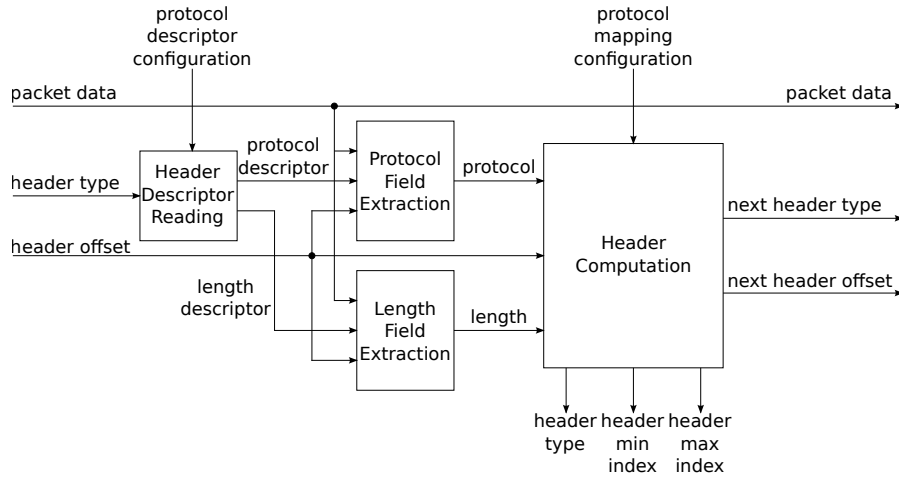 protocol
descriptor
configuration
protocol
mapping
configuration
packet data
packet data
header type
Header
Descriptor
Reading
protocol
descriptor
Protocol
Field
Extraction
protocol
header offset
length
descriptor
Length
Field
Extraction
length
Header
Computation
next header type
next header offset
header
type
header
min
index
header
max
index